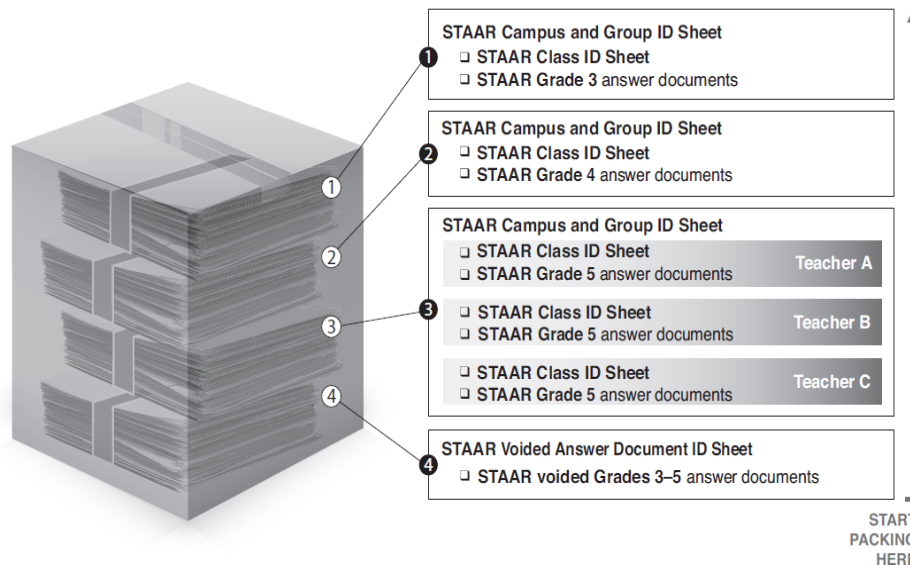 STAAR Campus and Group ID Sheet
❑ STAAR Class ID Sheet
❑ STAAR Grade 3 answer documents
1
STAAR Campus and Group ID Sheet
❑ STAAR Class ID Sheet
❑ STAAR Grade 4 answer documents
2
STAAR Campus and Group ID Sheet
❑ STAAR Class ID Sheet
❑ STAAR Grade 5 answer documents
Teacher A
❑ STAAR Class ID Sheet
❑ STAAR Grade 5 answer documents
Teacher B
❑ STAAR Class ID Sheet
❑ STAAR Grade 5 answer documents
Teacher C
3
STAAR Voided Answer Document ID Sheet
❑ STAAR voided Grades 3–5 answer documents
4
1
2
3
4
START
PACKING
HERE